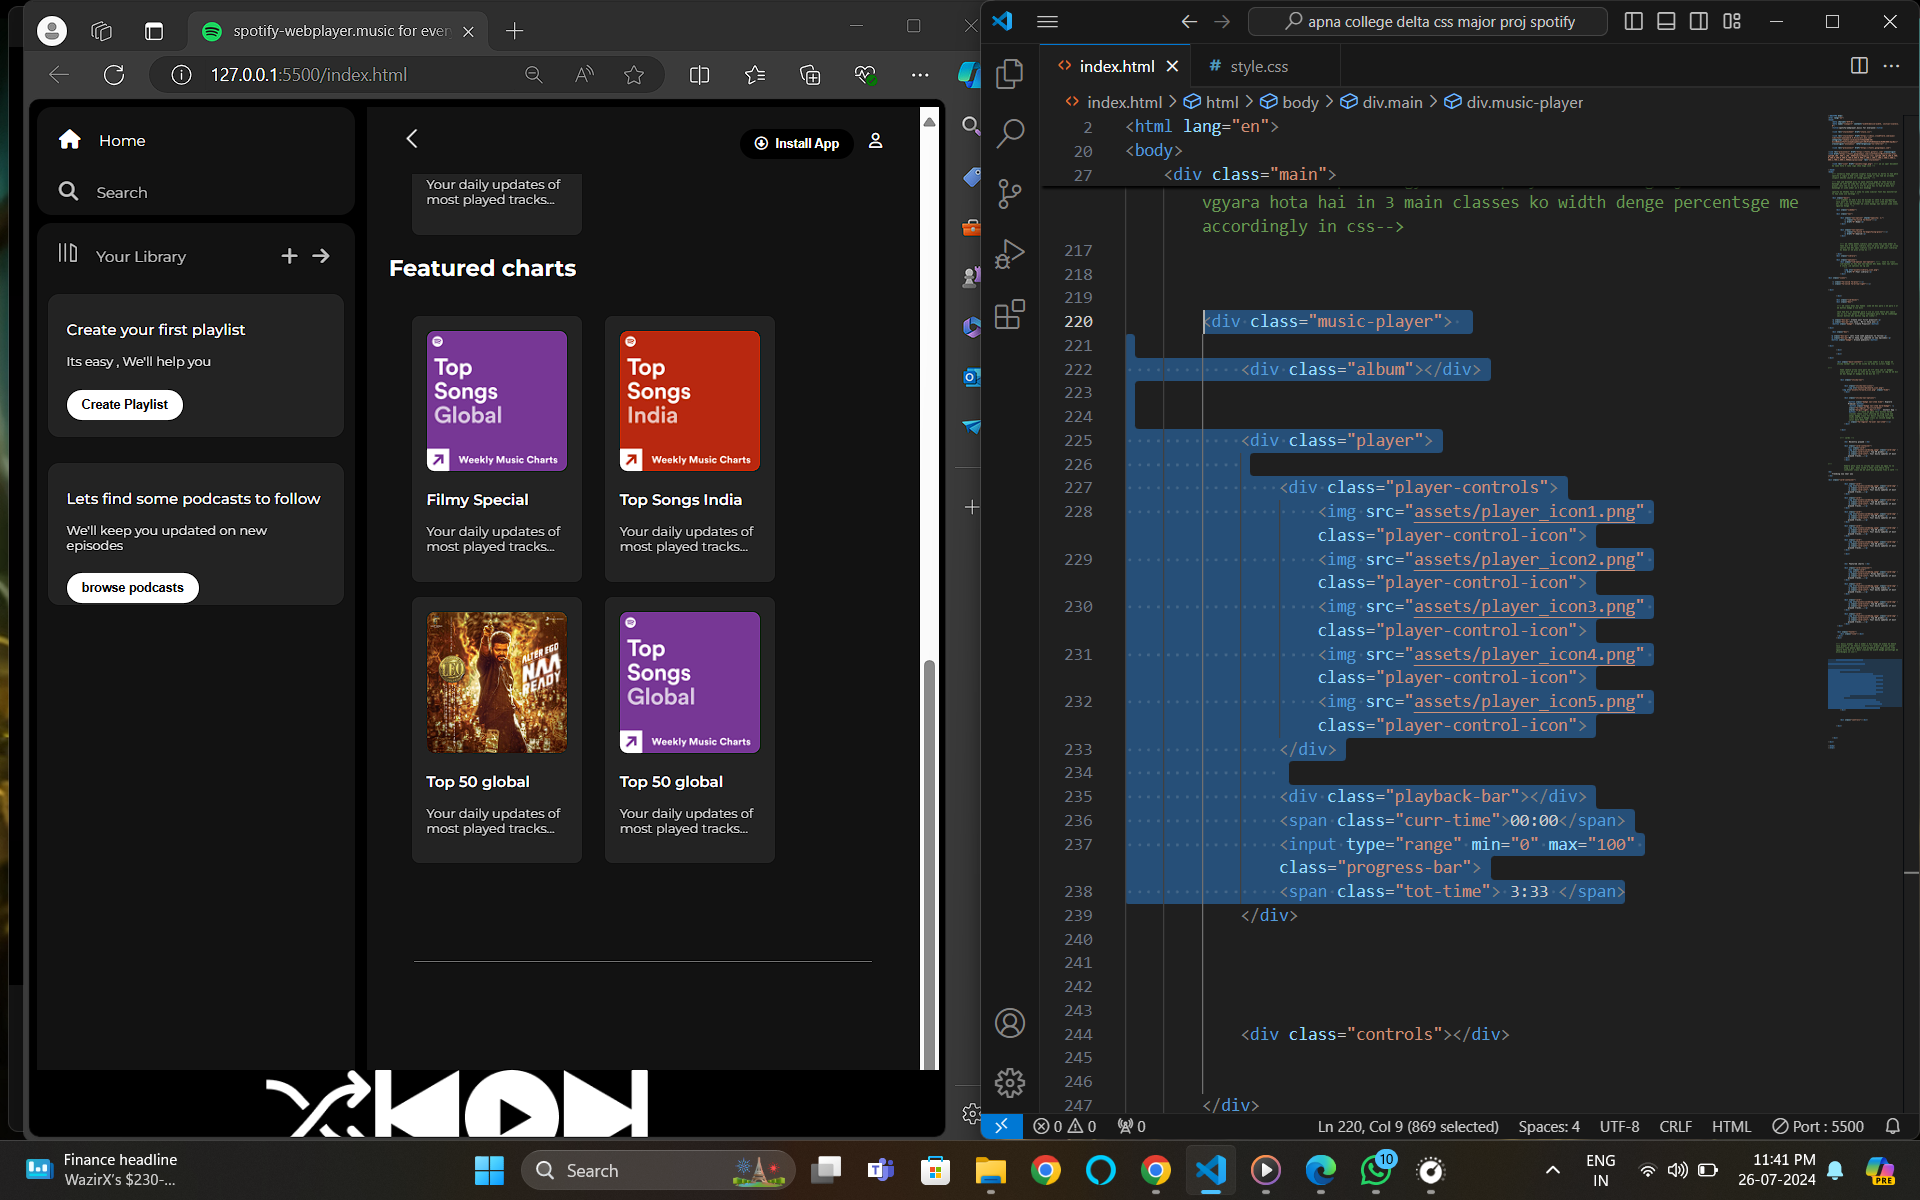 spotify-webplayer.music for ever
127.0.0.1:5500/index.html
Home
Search
Your Library
Create your first playlist
Its easy , We'll help you
Create Playlist
Lets find some podcasts to follow
We'll keep you updated on new
episodes
browse podcasts
Install App
Your daily updates of
most played tracks...
Featured charts
Top
Songs
Global
Weekly Music Charts
Filmy Special
Your daily updates of
most played tracks...
Top
Songs
India
Weekly Music Charts
Top Songs India
Your daily updates of
most played tracks...
LEO
ALTER EGO
NAA
READY
Top 50 global
Your daily updates of
most played tracks...
Top
Songs
Global
Weekly Music Charts
Top 50 global
Your daily updates of
most played tracks...
apna college delta css major proj spotify
index.html
# style.css
index.html > html > body > div.main > div.music-player
2 <html lang="en">
20 <body>
27 <div class="main">
vgyara hota hai in 3 main classes ko width denge percentsge me
accordingly in css-->
217
218
219
220 <div class="music-player">
221
222 <div class="album"></div>
223
224
225 <div class="player">
226
227 <div class="player-controls">
228 <img src="assets/player_icon1.png"
class="player-control-icon">
229 <img src="assets/player_icon2.png"
class="player-control-icon">
230 <img src="assets/player_icon3.png"
class="player-control-icon">
231 <img src="assets/player_icon4.png"
class="player-control-icon">
232 <img src="assets/player_icon5.png"
class="player-control-icon">
233 </div>
234
235 <div class="playback-bar"></div>
236 <span class="curr-time">00:00</span>
237 <input type="range" min="0" max="100"
class="progress-bar">
238 <span class="tot-time"> 3:33 </span>
239 </div>
240
241
242
243
244 <div class="controls"></div>
245
246
247 </div>
0 0 0 Ln 220, Col 9 (869 selected) Spaces: 4 UTF-8 CRLF HTML Port : 5500
Finance headline
WazirX's $230-...
Search
10
ENG
IN
11:41 PM
26-07-2024
PRE